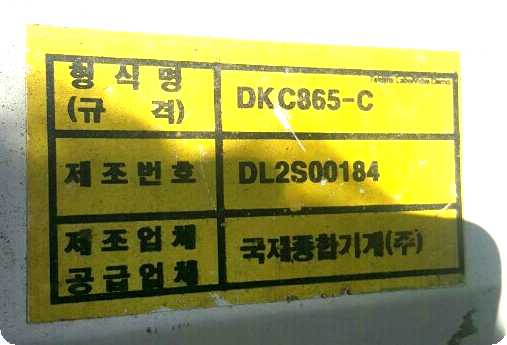 형식명 DKC865-C
(규 격)
제조번호 DL2S00184
제조업체 국제종합기계(주)
공급업체